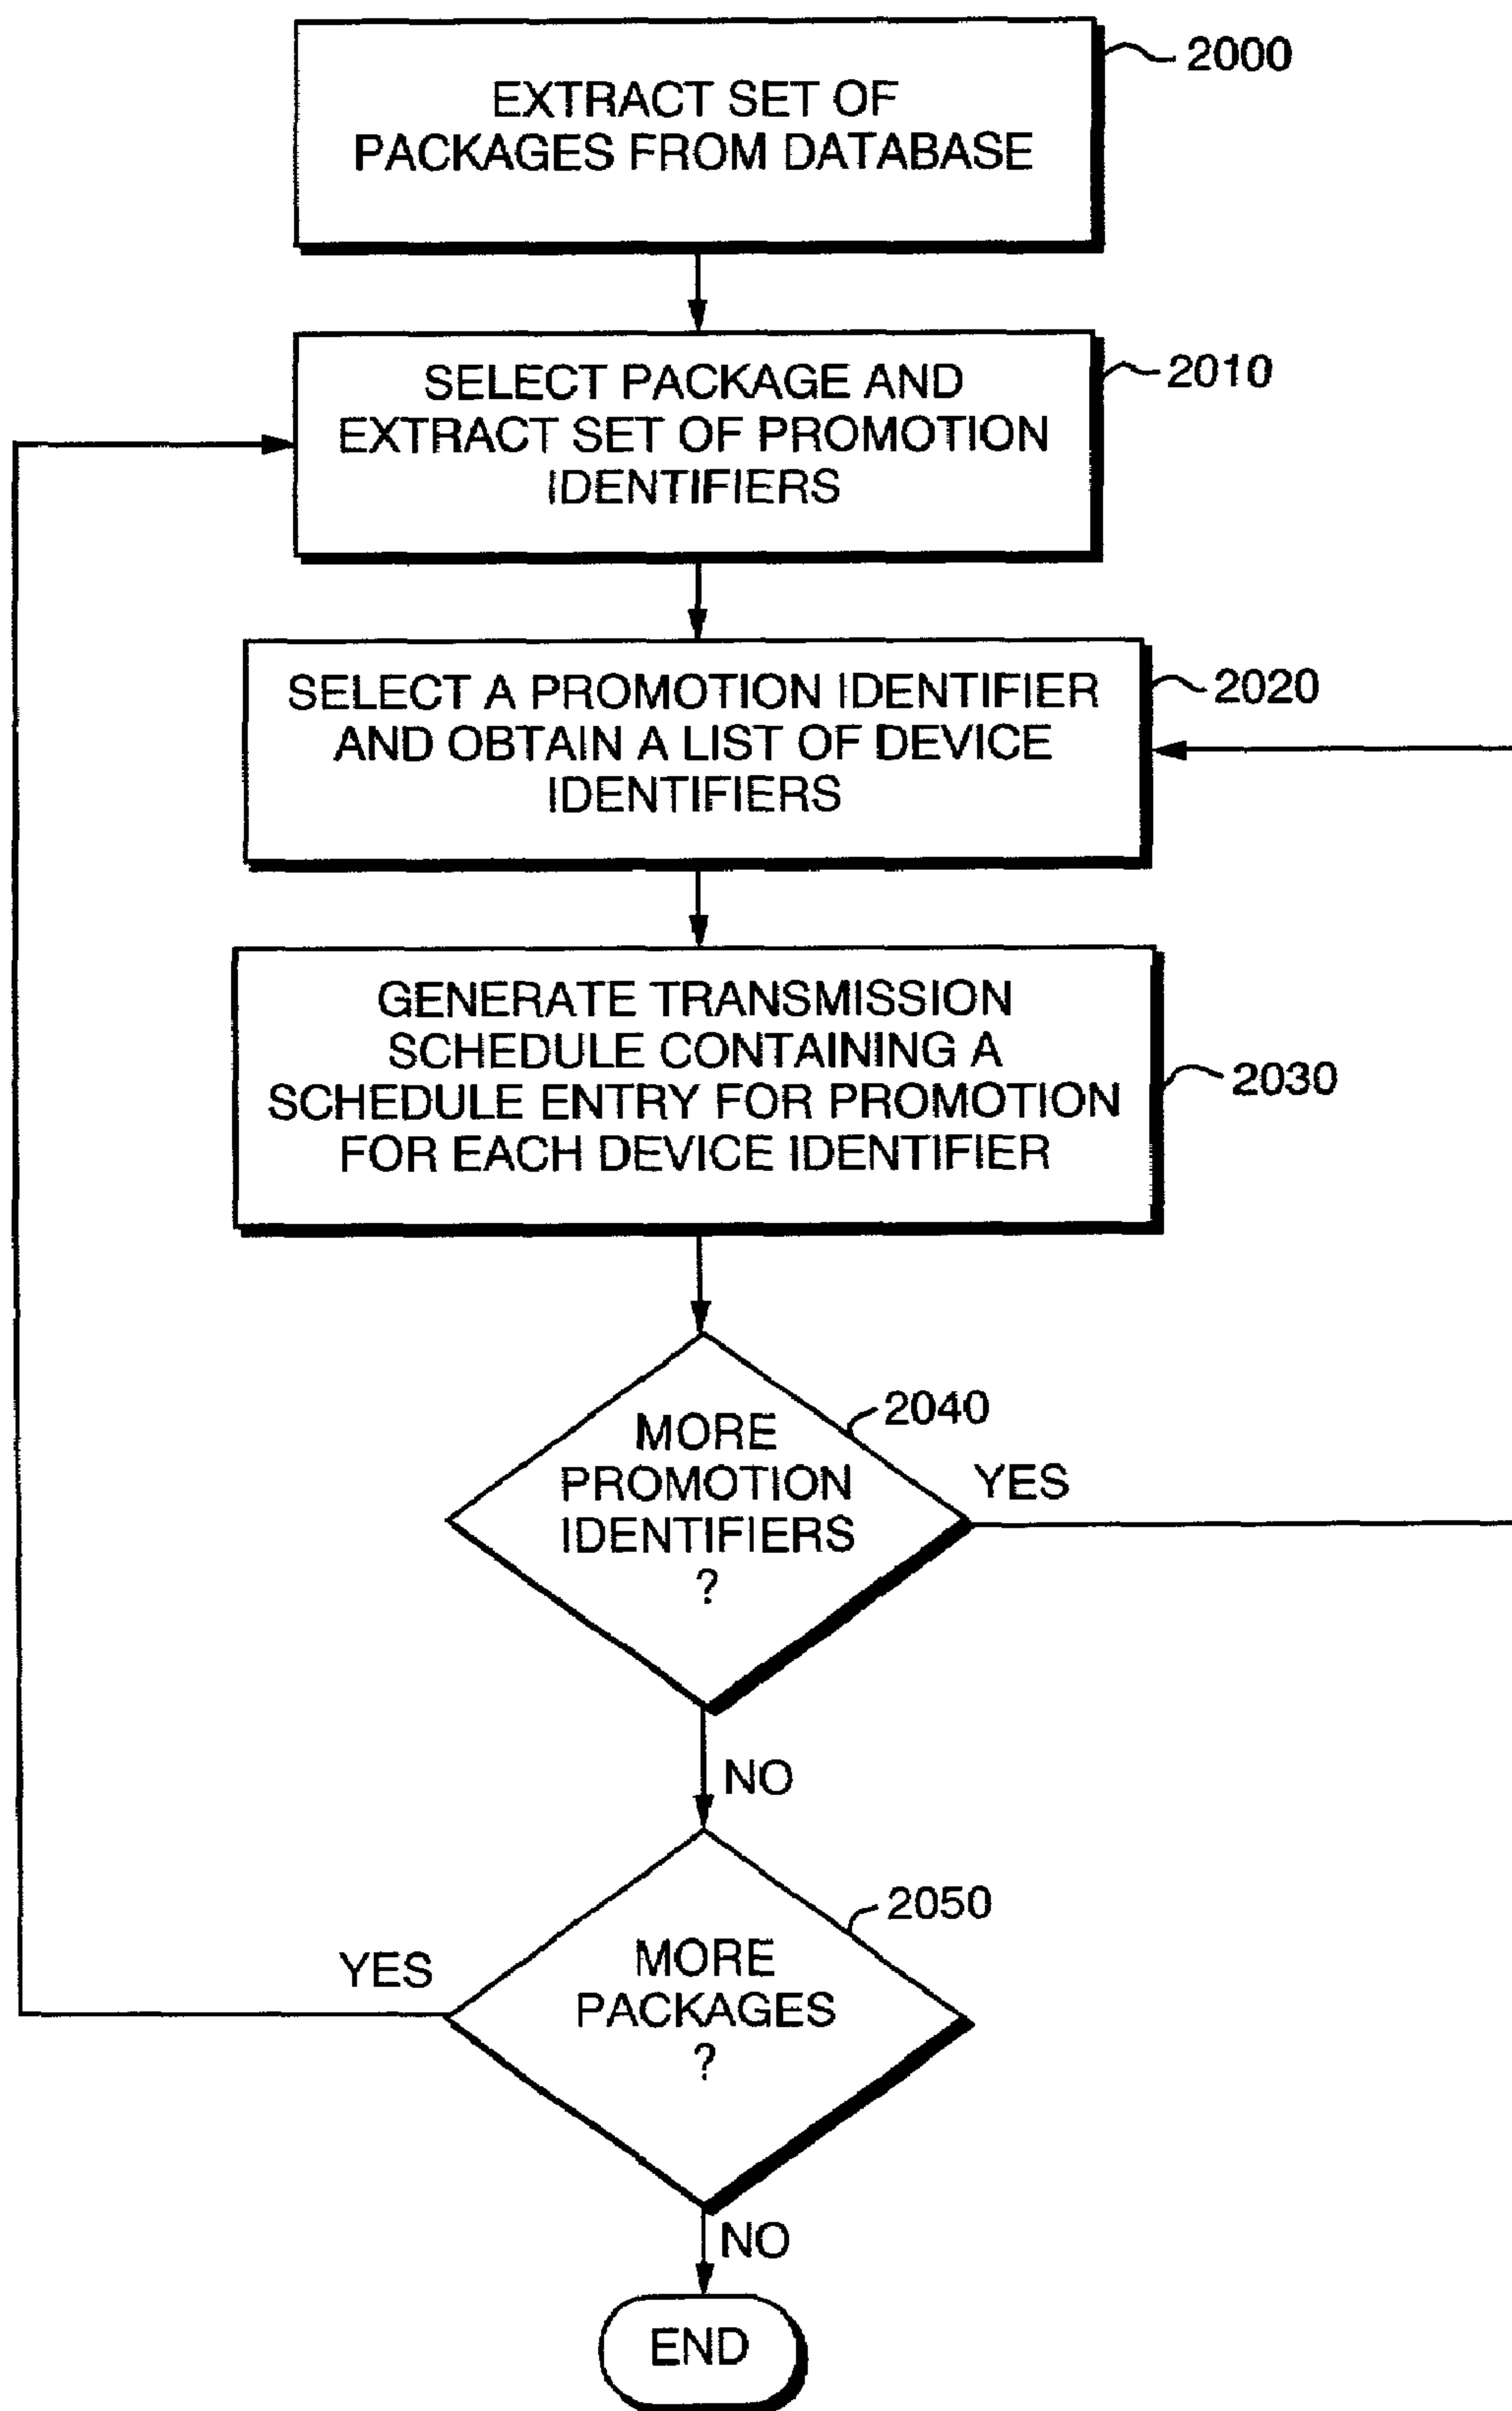 2000
EXTRACT SET OF
PACKAGES FROM DATABASE
2010
SELECT PACKAGE AND
EXTRACT SET OF PROMOTION
IDENTIFIERS
2020
SELECT A PROMOTION IDENTIFIER
AND OBTAIN A LIST OF DEVICE
IDENTIFIERS
GENERATE TRANSMISSION
SCHEDULE CONTAINING A
SCHEDULE ENTRY FOR PROMOTION
FOR EACH DEVICE IDENTIFIER
2030
2040
MORE
PROMOTION
IDENTIFIERS
?
YES
NO
2050
MORE
PACKAGES
?
YES
NO
END